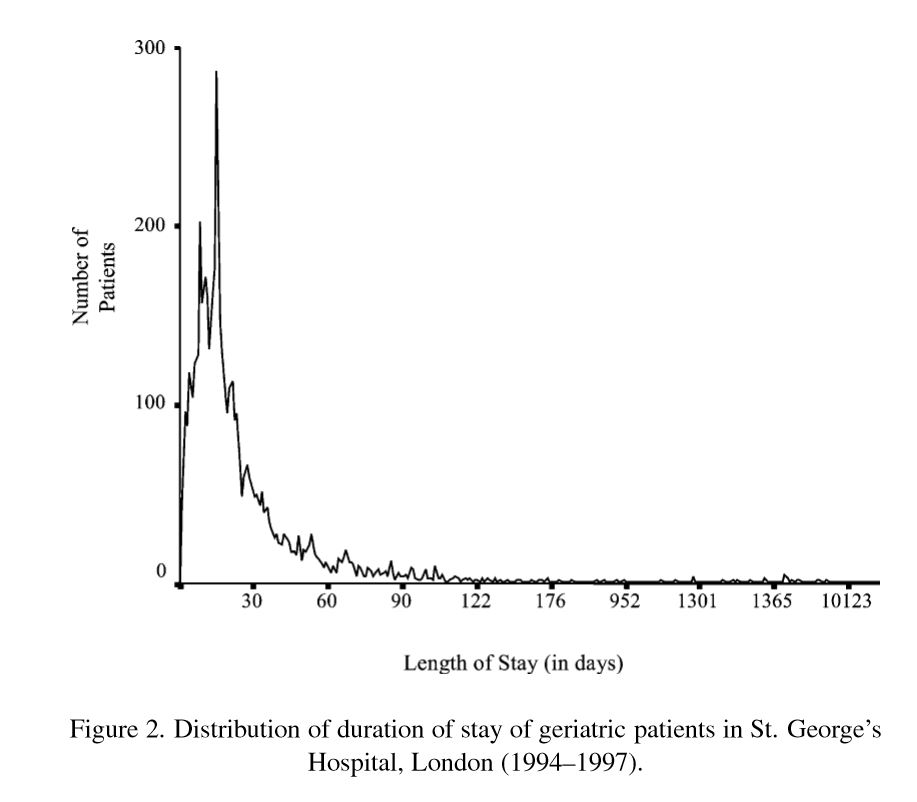 300
200
100
0
Number of
Patients
30 60 90 122 176 952 1301 1365 10123
Length of Stay (in days)
Figure 2. Distribution of duration of stay of geriatric patients in St. George’s
Hospital, London (1994–1997).